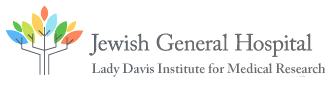 Jewish General Hospital
Lady Davis Institute for Medical Research